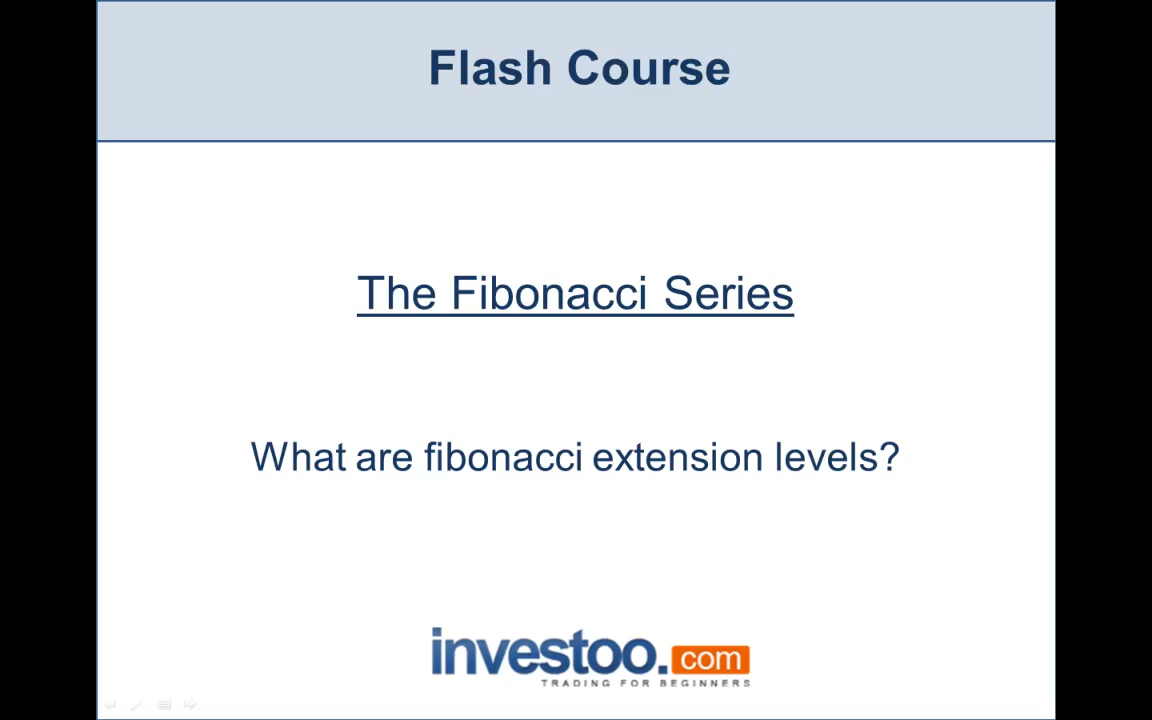 Flash Course
The Fibonacci Series
What are fibonacci extension levels?
investoo.com
TRADING FOR BEGINNERS